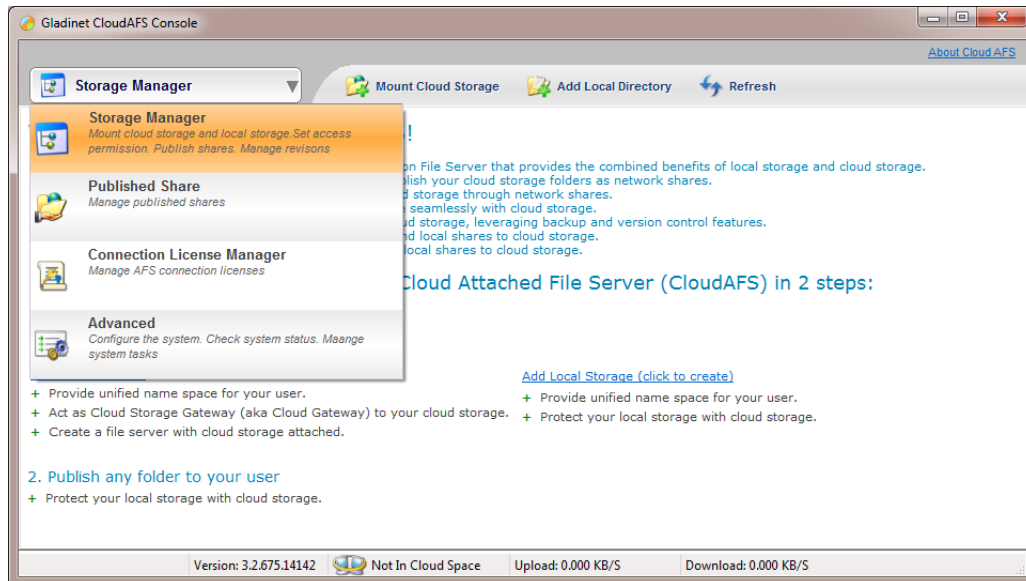 Gladinet CloudAFS Console
About Cloud AFS
Storage Manager
Mount Cloud Storage
Add Local Directory
Refresh
Storage Manager
Mount cloud storage and local storage.Set access
permission. Publish shares. Manage revisons
Published Share
Manage published shares
Connection License Manager
Manage AFS connection licenses
Advanced
Configure the system. Check system status. Maange
system tasks
!
on File Server that provides the combined benefits of local storage and cloud storage.
blish your cloud storage folders as network shares.
d storage through network shares.
e seamlessly with cloud storage.
ud storage, leveraging backup and version control features.
nd local shares to cloud storage.
local shares to cloud storage.
Cloud Attached File Server (CloudAFS) in 2 steps:
+ Provide unified name space for your user.
+ Act as Cloud Storage Gateway (aka Cloud Gateway) to your cloud storage.
+ Create a file server with cloud storage attached.
Add Local Storage (click to create)
+ Provide unified name space for your user.
+ Protect your local storage with cloud storage.
2. Publish any folder to your user
+ Protect your local storage with cloud storage.
Version: 3.2.675.14142
Not In Cloud Space
Upload: 0.000 KB/S
Download: 0.000 KB/S